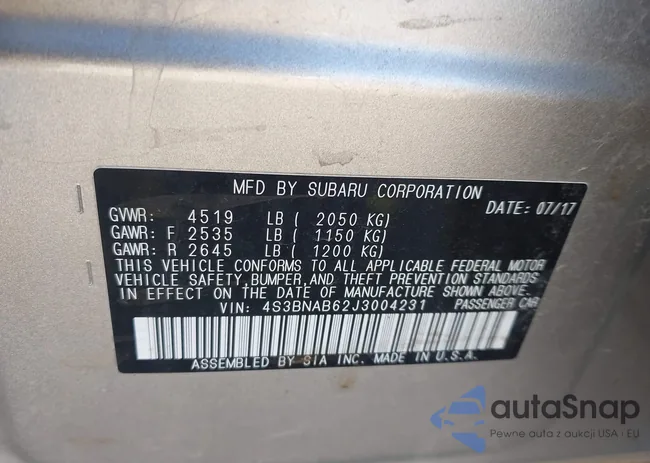 MFD BY SUBARU CORPORATION
GVWR: 4519 LB ( 2050 KG) DATE: 07/17
GAWR: F 2535 LB ( 1150 KG)
GAWR: R 2645 LB ( 1200 KG)
THIS VEHICLE CONFORMS TO ALL APPLICABLE FEDERAL MOTOR
VEHICLE SAFETY,BUMPER,AND THEFT PREVENTION STANDARDS
IN EFFECT ON THE DATE OF MANUFACTURE SHOWN ABOVE.
VIN: 4S3BNAB62J3004231 PASSENGER CAR
ASSEMBLED BY SIA INC. MADE IN U.S.A.
autaSnap
Pewne auta z aukcji USA i EU